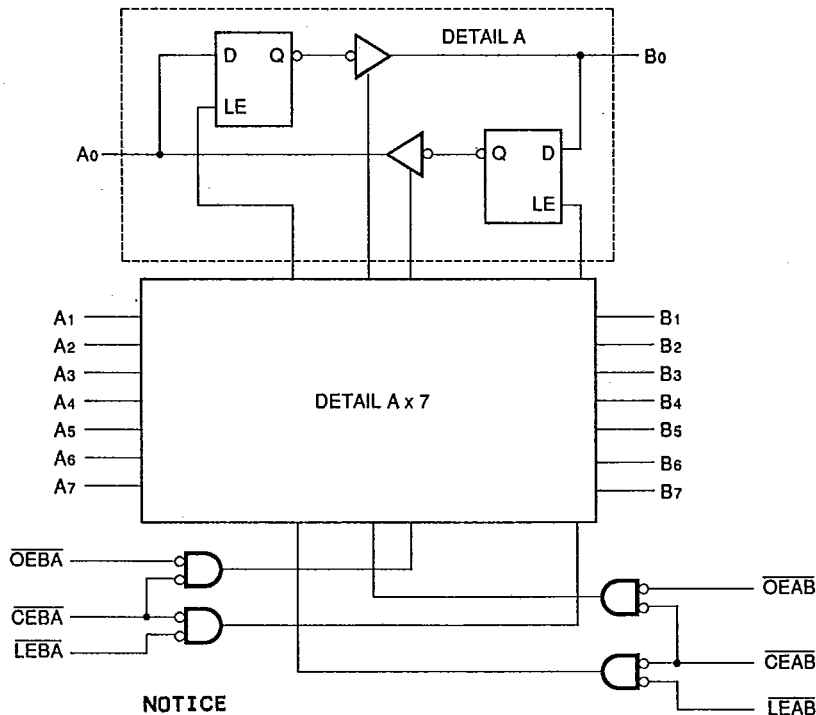 DETAIL A
D Q
LE
B0
A0
Q D
LE
A1
A2
A3
A4
A5
A6
A7
DETAIL A x 7
B1
B2
B3
B4
B5
B6
B7
OEBA
CEBA
LEBA
OEAB
CEAB
LEAB
NOTICE